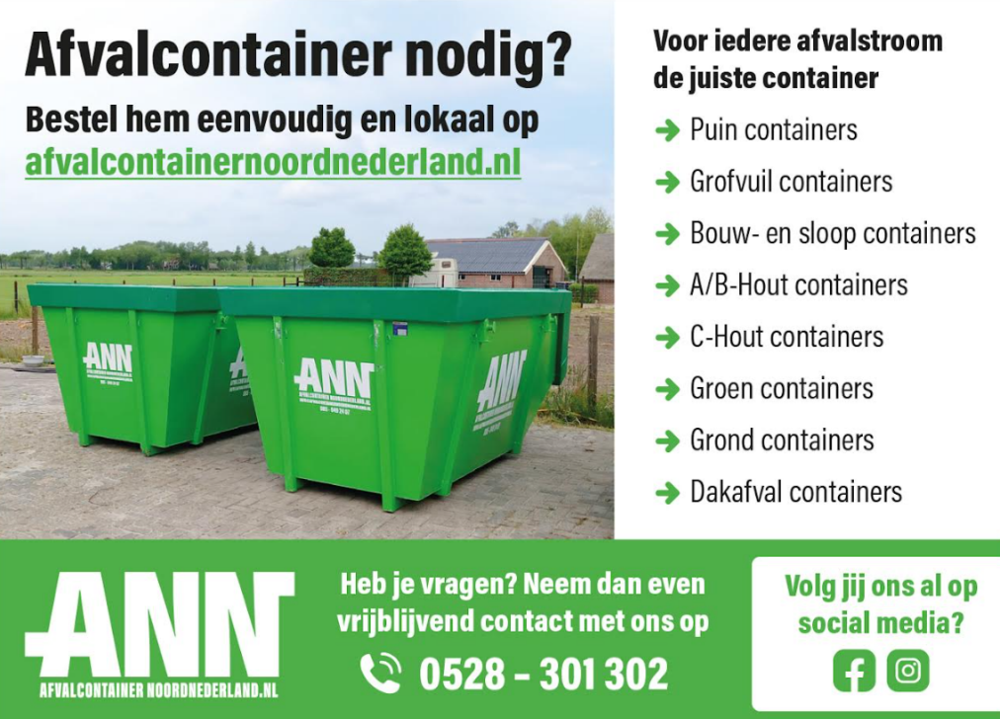 Afvalcontainer nodig?
Bestel hem eenvoudig en lokaal op
afvalcontainernoordnederland.nl
Voor iedere afvalstroom
de juiste container
Puin containers
Grofvuil containers
Bouw- en sloop containers
A/B-Hout containers
C-Hout containers
Groen containers
Grond containers
Dakafval containers
ANN
ANN
AFVALCONTAINER NOORDNEDERLAND.NL
ANN
ANN
AFVALCONTAINER NOORDNEDERLAND.NL
Heb je vragen? Neem dan even
vrijblijvend contact met ons op
0528 - 301 302
Volg jij ons al op
social media?